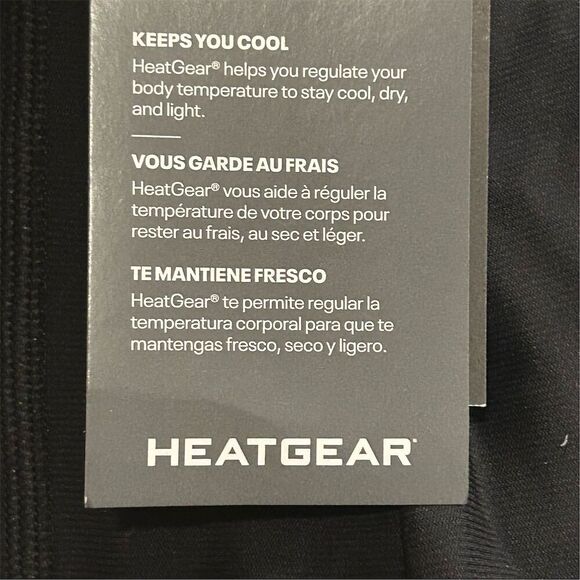 KEEPS YOU COOL
HeatGear® helps you regulate your
body temperature to stay cool, dry,
and light.
VOUS GARDE AU FRAIS
HeatGear® vous aide à réguler la
température de votre corps pour
rester au frais, au sec et léger.
TE MANTIENE FRESCO
HeatGear® te permite regular la
temperatura corporal para que te
mantengas fresco, seco y ligero.
HEATGEAR®